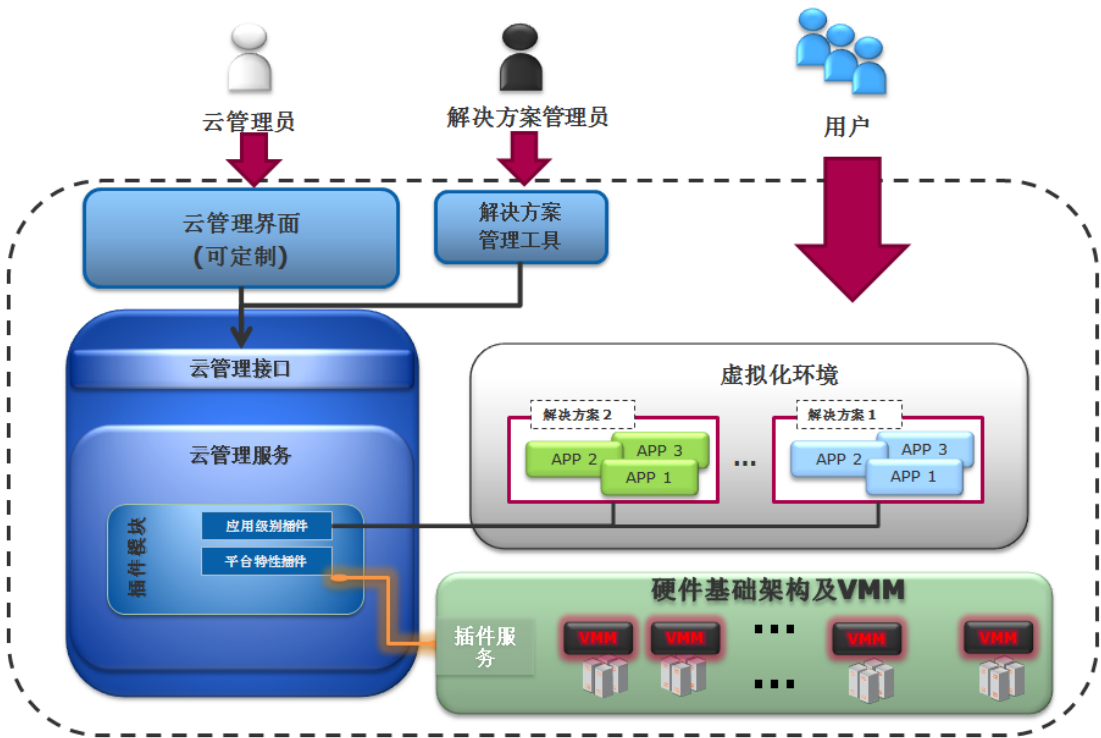 云管理员
解决方案管理员
用户
云管理界面
(可定制)
解决方案
管理工具
云管理接口
云管理服务
插件模块
应用级别插件
平台特性插件
虚拟化环境
解决方案 2
APP 2
APP 3
APP 1
...
解决方案 1
APP 2
APP 3
APP 1
硬件基础架构及VMM
插件服
务
VMM
VMM
...
VMM
VMM
...